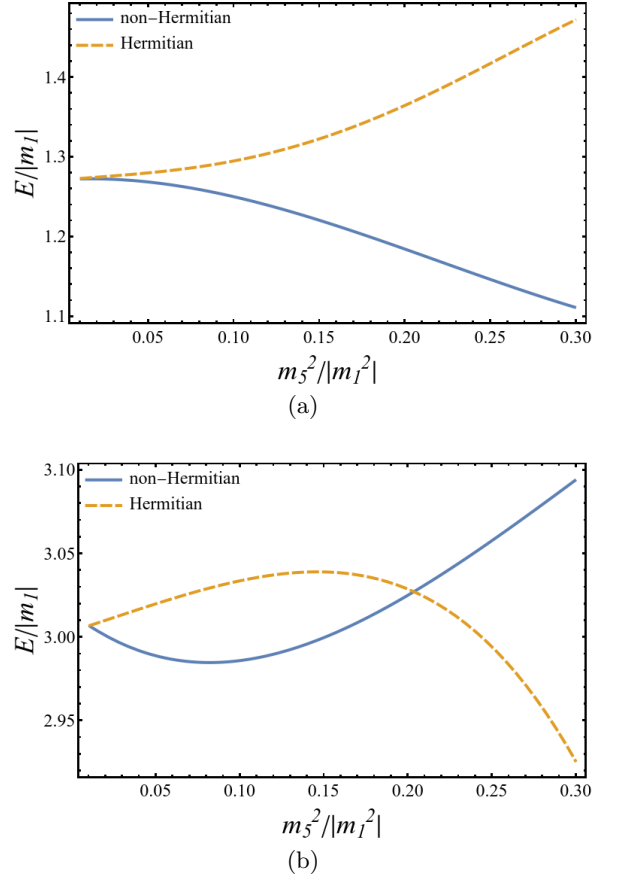 non−Hermitian
Hermitian
1.4
1.3
1.2
1.1
E/|m₁|
0.05 0.10 0.15 0.20 0.25 0.30
m₅²/|m₁²|
(a)
non−Hermitian
Hermitian
3.10
3.05
3.00
2.95
E/|m₁|
0.05 0.10 0.15 0.20 0.25 0.30
m₅²/|m₁²|
(b)